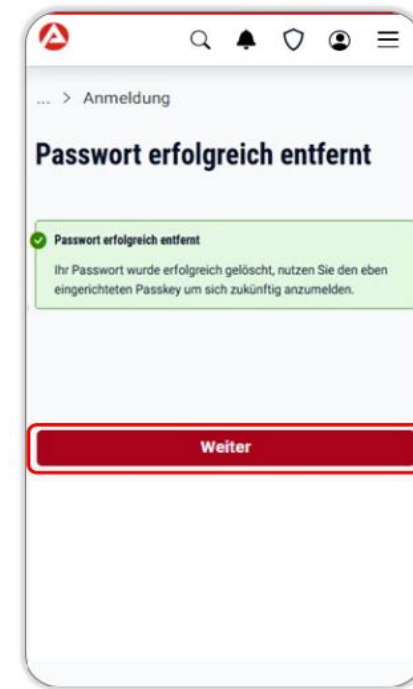 ... > Anmeldung
Passwort erfolgreich entfernt
Passwort erfolgreich entfernt
Ihr Passwort wurde erfolgreich gelöscht, nutzen Sie den eben
eingerichteten Passkey um sich zukünftig anzumelden.
Weiter